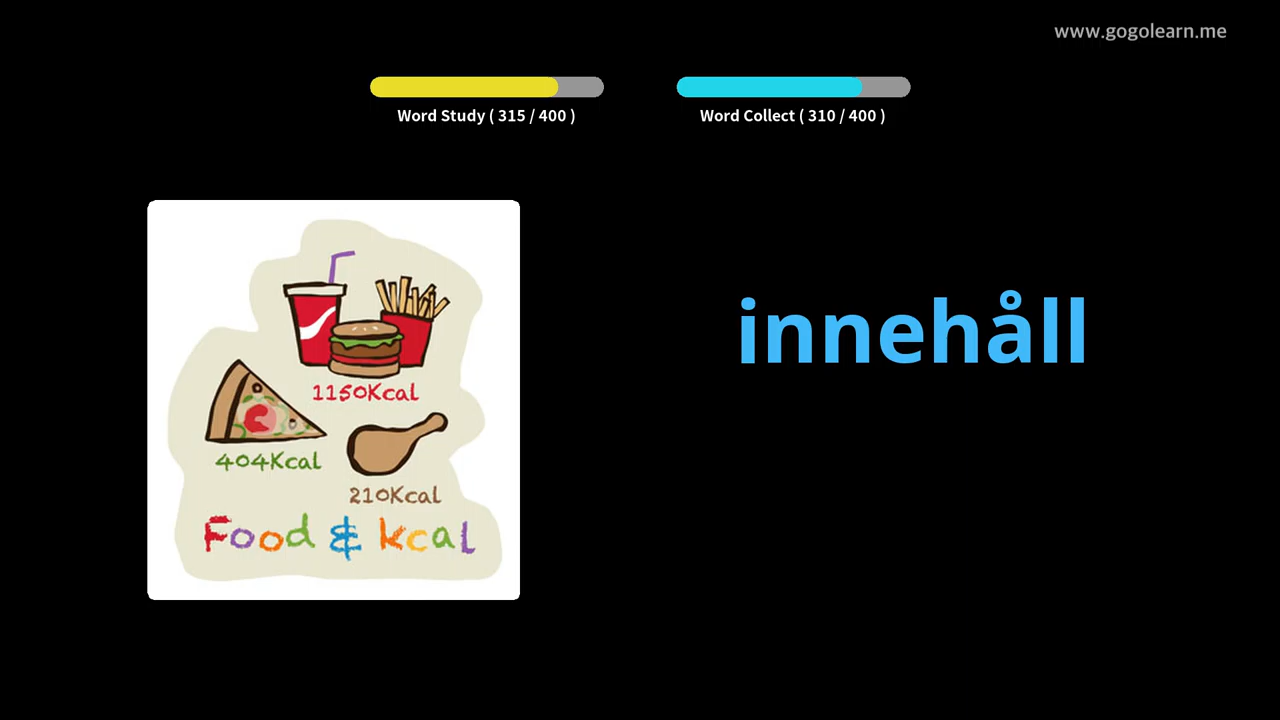 www.gogolearn.me
Word Study ( 315 / 400 )
Word Collect ( 310 / 400 )
innehåll
1150Kcal
404Kcal
210Kcal
Food & kcal